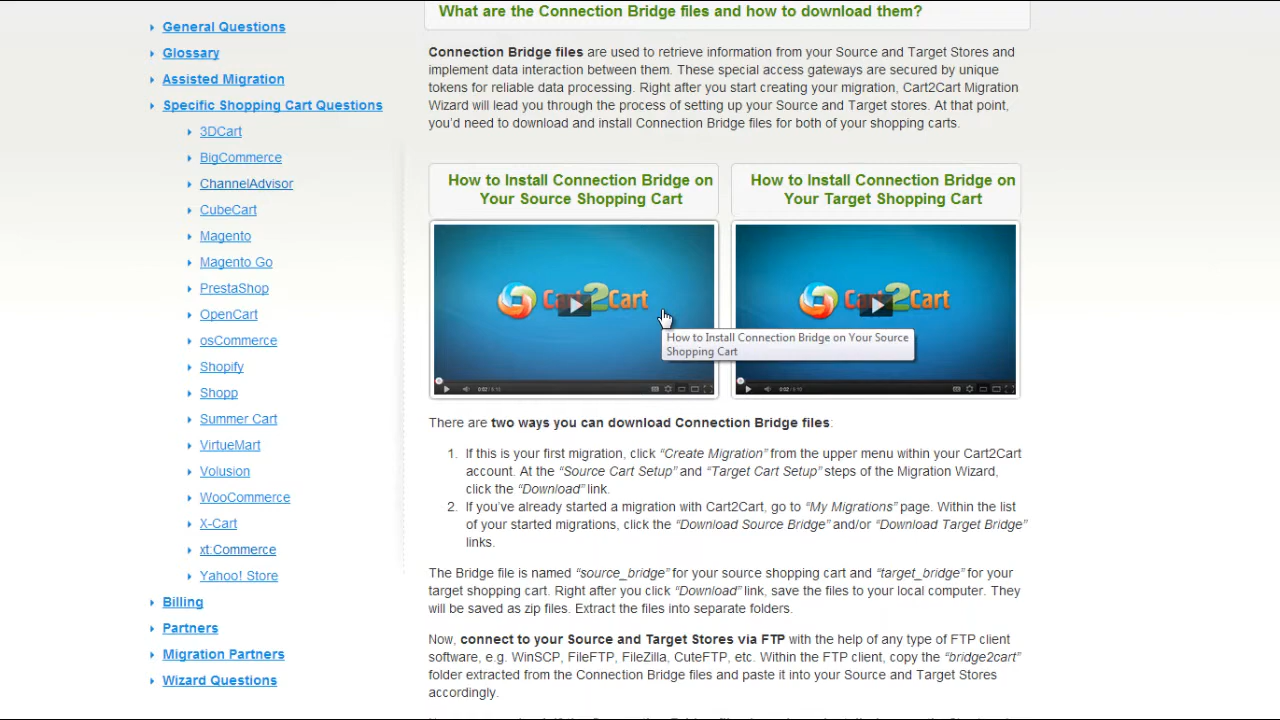 General Questions
Glossary
Assisted Migration
Specific Shopping Cart Questions
3DCart
BigCommerce
ChannelAdvisor
CubeCart
Magento
Magento Go
PrestaShop
OpenCart
osCommerce
Shopify
Shopp
Summer Cart
VirtueMart
Volusion
WooCommerce
X-Cart
xt:Commerce
Yahoo! Store
Billing
Partners
Migration Partners
Wizard Questions
What are the Connection Bridge files and how to download them?
Connection Bridge files are used to retrieve information from your Source and Target Stores and
implement data interaction between them. These special access gateways are secured by unique
tokens for reliable data processing. Right after you start creating your migration, Cart2Cart Migration
Wizard will lead you through the process of setting up your Source and Target stores. At that point,
you'd need to download and install Connection Bridge files for both of your shopping carts.
How to Install Connection Bridge on
Your Source Shopping Cart
Cart2Cart
How to Install Connection Bridge on Your Source
Shopping Cart
How to Install Connection Bridge on
Your Target Shopping Cart
Cart2Cart
There are two ways you can download Connection Bridge files:
1. If this is your first migration, click “Create Migration” from the upper menu within your Cart2Cart
account. At the “Source Cart Setup” and “Target Cart Setup” steps of the Migration Wizard,
click the “Download” link.
2. If you've already started a migration with Cart2Cart, go to “My Migrations” page. Within the list
of your started migrations, click the “Download Source Bridge” and/or “Download Target Bridge”
links.
The Bridge file is named “source_bridge” for your source shopping cart and “target_bridge” for your
target shopping cart. Right after you click “Download” link, save the files to your local computer. They
will be saved as zip files. Extract the files into separate folders.
Now, connect to your Source and Target Stores via FTP with the help of any type of FTP client
software, e.g. WinSCP, FileFTP, FileZilla, CuteFTP, etc. Within the FTP client, copy the “bridge2cart”
folder extracted from the Connection Bridge files and paste it into your Source and Target Stores
accordingly.